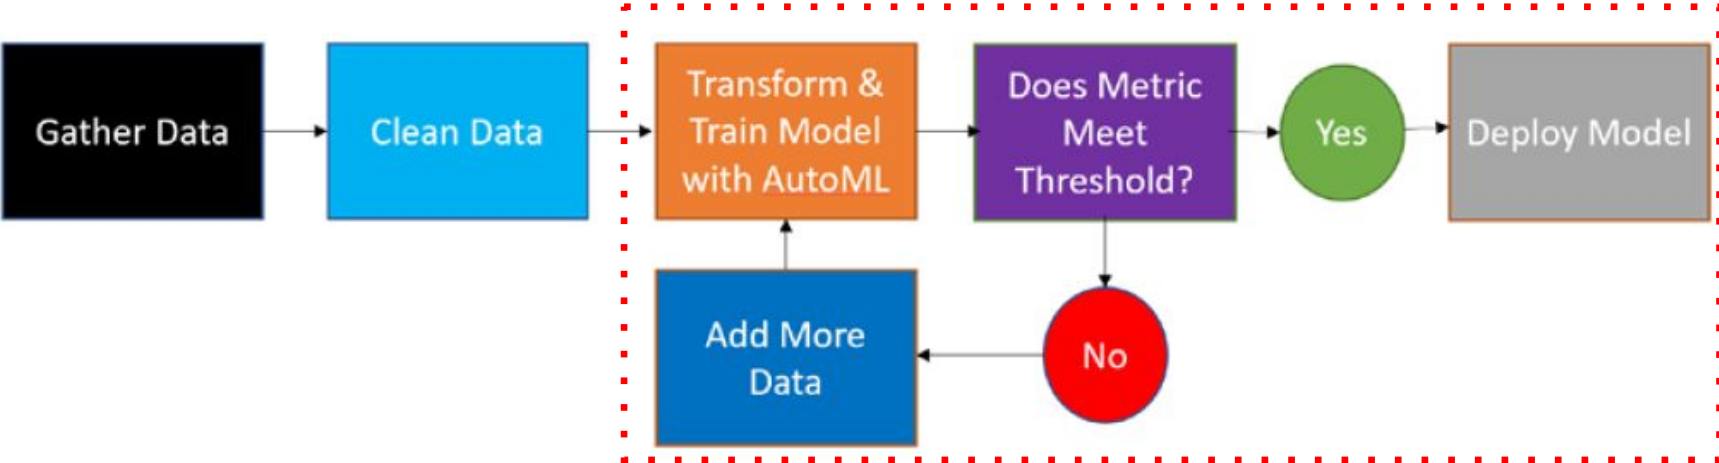 Gather Data
Clean Data
Transform &
Train Model
with AutoML
Does Metric
Meet
Threshold?
Yes
Deploy Model
Add More
Data
No